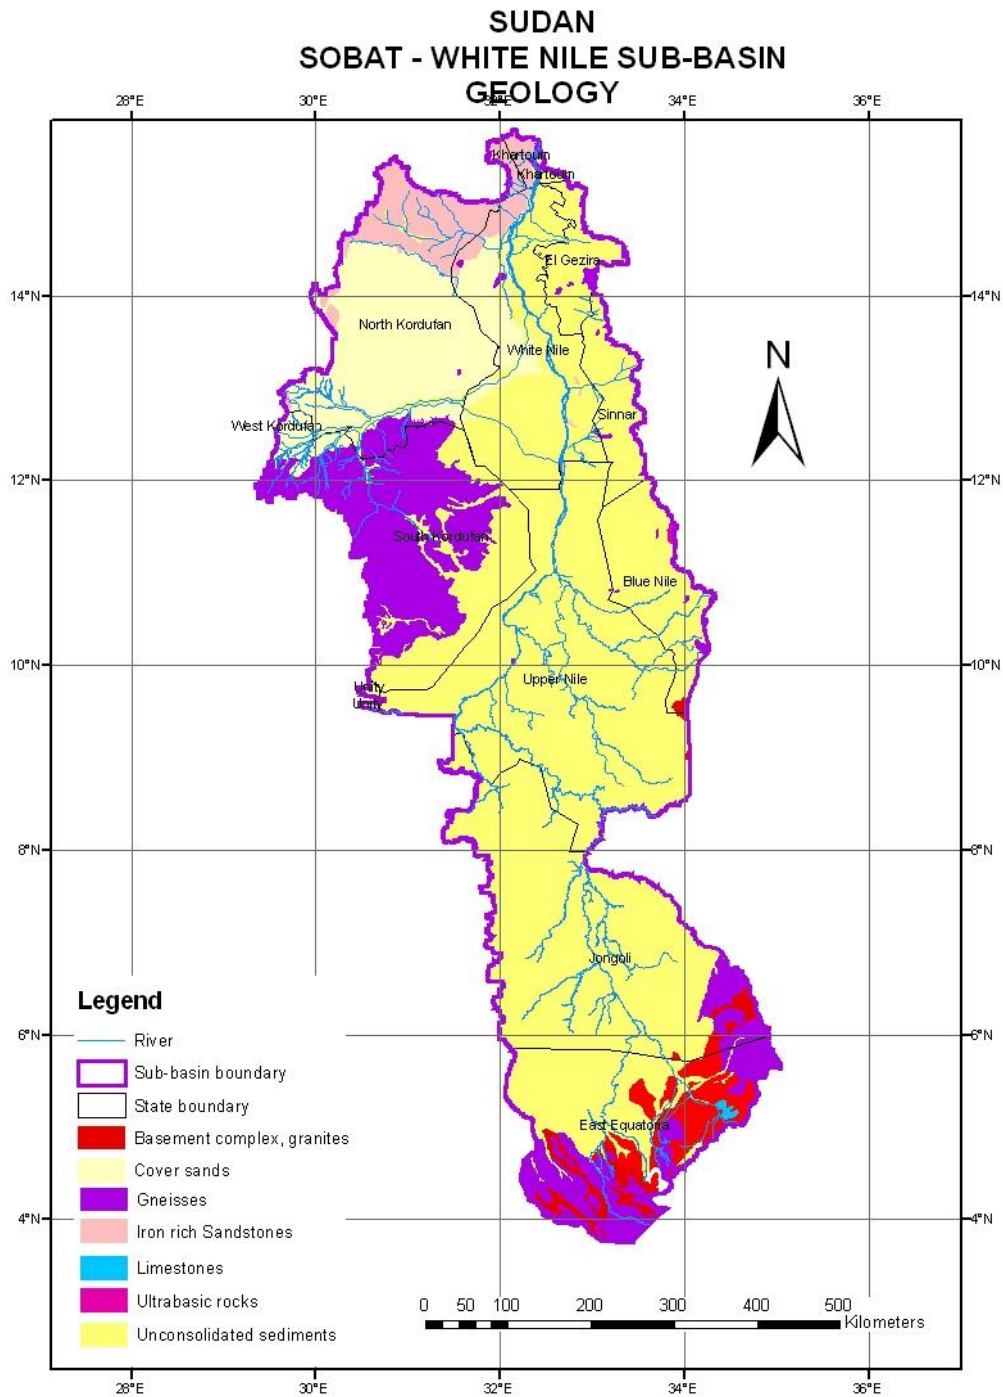 SUDAN
SOBAT - WHITE NILE SUB-BASIN
GEOLOGY
28°E 30°E 32°E 34°E 36°E
Khartoum
Khartoum
El Gezira
14°N 14°N
North Kordufan
White Nile
N
West Kordufan
Sinnar
12°N 12°N
South Kordufan
Blue Nile
10°N 10°N
Upper Nile
Unity
Unity
8°N 8°N
Jongoli
Legend
River
Sub-basin boundary
State boundary
Basement complex, granites
Cover sands
Gneisses
Iron rich Sandstones
Limestones
Ultrabasic rocks
Unconsolidated sediments
6°N 6°N
East Equatoria
4°N 4°N
0 50 100 200 300 400 500
Kilometers
28°E 30°E 32°E 34°E 36°E